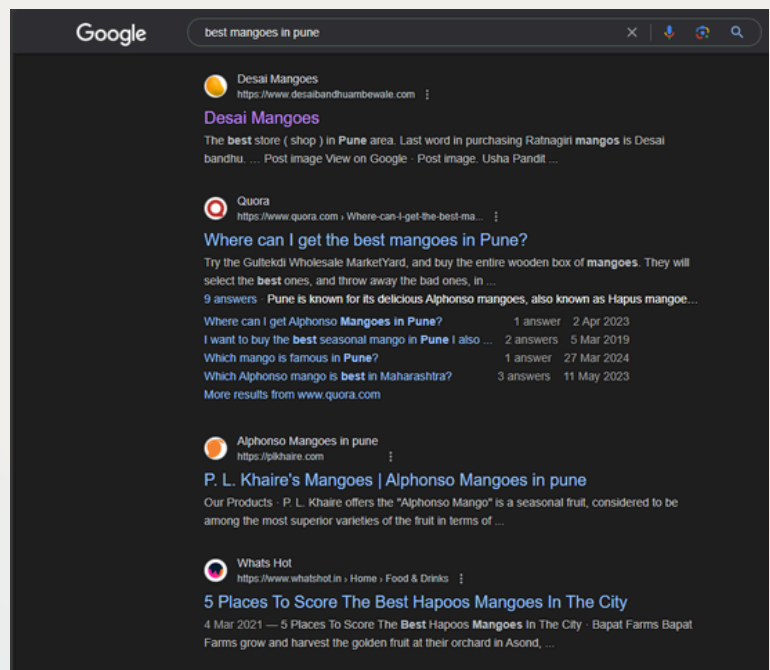 Google
best mangoes in pune
Desai Mangoes
https://www.desaibandhuambewale.com
Desai Mangoes
The best store ( shop ) in Pune area. Last word in purchasing Ratnagiri mangos is Desai
bandhu. ... Post image View on Google · Post image. Usha Pandit ...
Quora
https://www.quora.com › Where-can-I-get-the-best-ma...
Where can I get the best mangoes in Pune?
Try the Gultekdi Wholesale MarketYard, and buy the entire wooden box of mangoes. They will
select the best ones, and throw away the bad ones, in ...
9 answers · Pune is known for its delicious Alphonso mangoes, also known as Hapus mangoe...
Where can I get Alphonso Mangoes in Pune? 1 answer 2 Apr 2023
I want to buy the best seasonal mango in Pune I also ... 2 answers 5 Mar 2019
Which mango is famous in Pune? 1 answer 27 Mar 2024
Which Alphonso mango is best in Maharashtra? 3 answers 11 May 2023
More results from www.quora.com
Alphonso Mangoes in pune
https://plkhaire.com
P. L. Khaire's Mangoes | Alphonso Mangoes in pune
Our Products · P. L. Khaire offers the "Alphonso Mango" is a seasonal fruit, considered to be
among the most superior varieties of the fruit in terms of ...
Whats Hot
https://www.whatshot.in › Home › Food & Drinks
5 Places To Score The Best Hapoos Mangoes In The City
4 Mar 2021 — 5 Places To Score The Best Hapoos Mangoes In The City · Bapat Farms Bapat
Farms grow and harvest the golden fruit at their orchard in Asond, ...